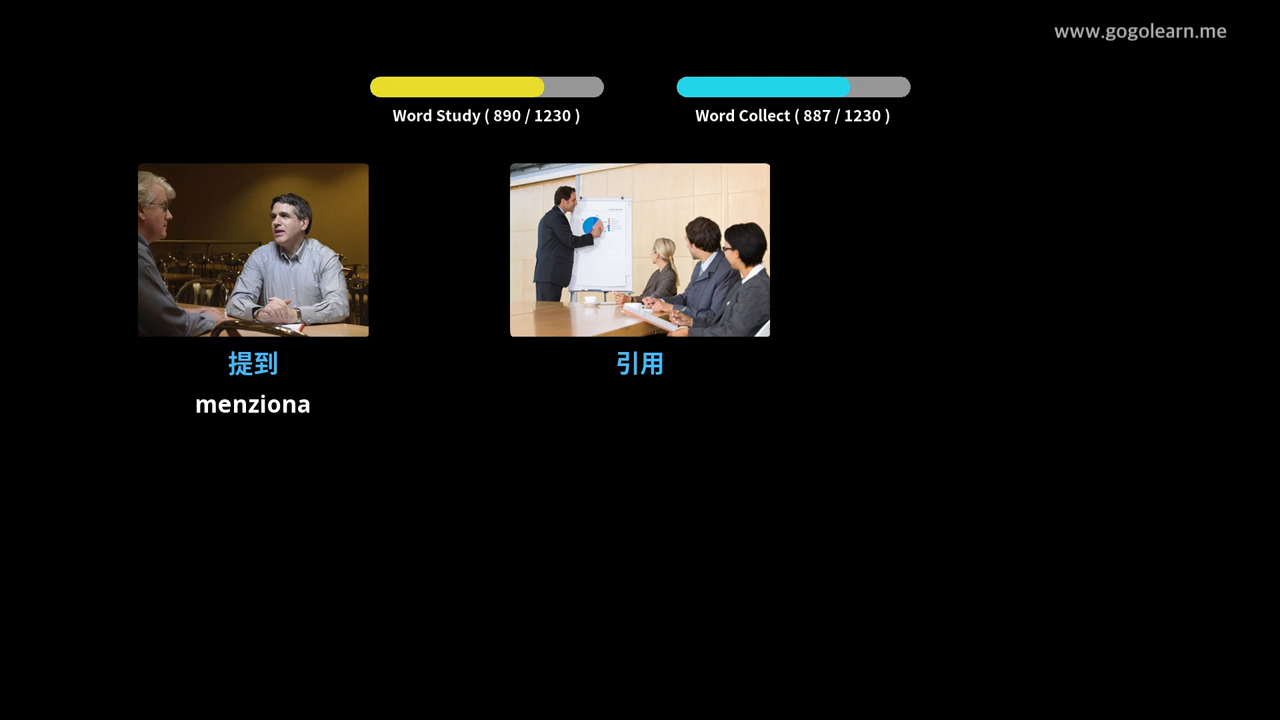 www.gogolearn.me
Word Study ( 890 / 1230 )
Word Collect ( 887 / 1230 )
提到
引用
menziona